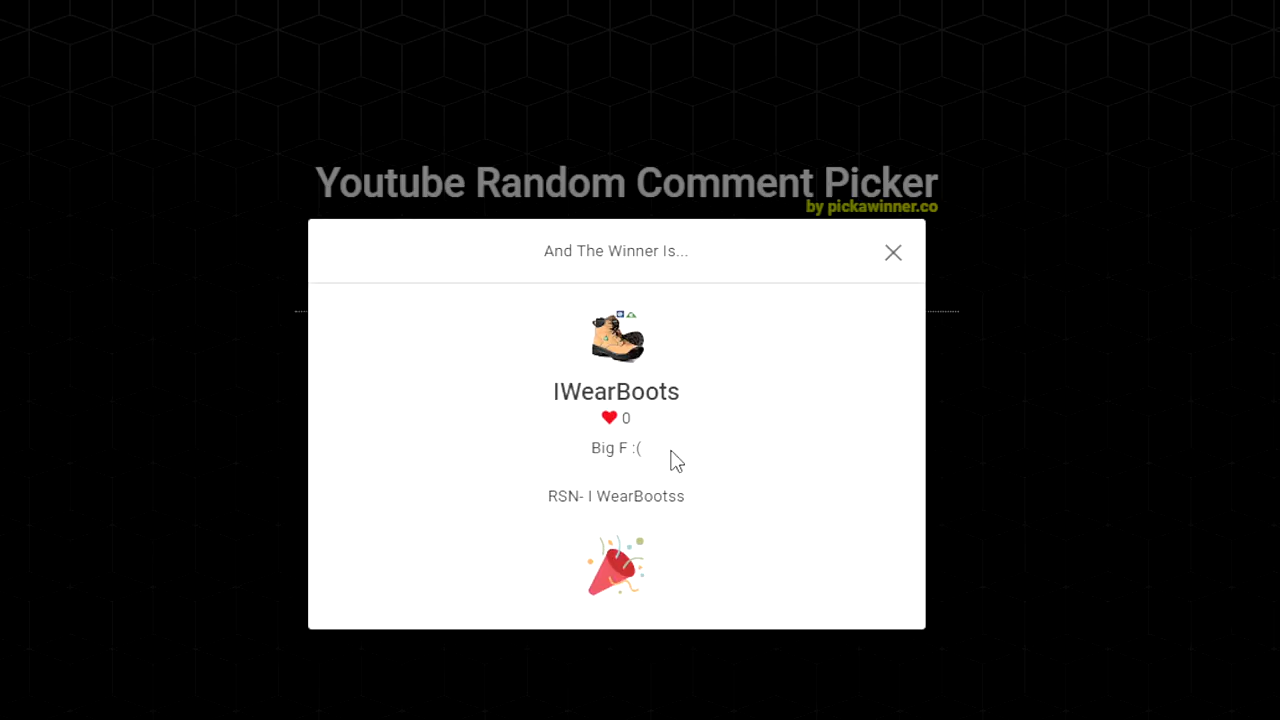 Youtube Random Comment Picker
by pickawinner.co
And The Winner Is...
IWearBoots
0
Big F :(
RSN- I WearBootss